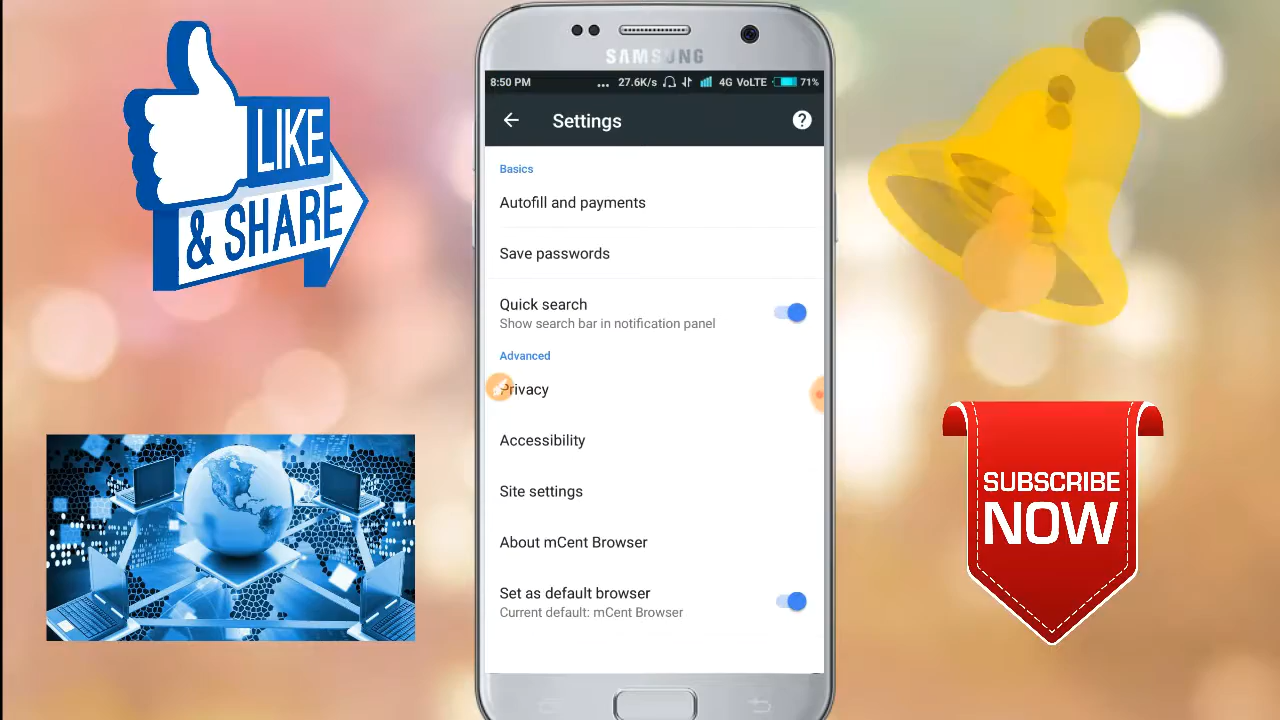 LIKE
& SHARE
SAMSUNG
8:50 PM ... 27.6K/s 4G VoLTE 71%
Settings ?
Basics
Autofill and payments
Save passwords
Quick search
Show search bar in notification panel
Advanced
Privacy
Accessibility
Site settings
About mCent Browser
Set as default browser
Current default: mCent Browser
SUBSCRIBE
NOW